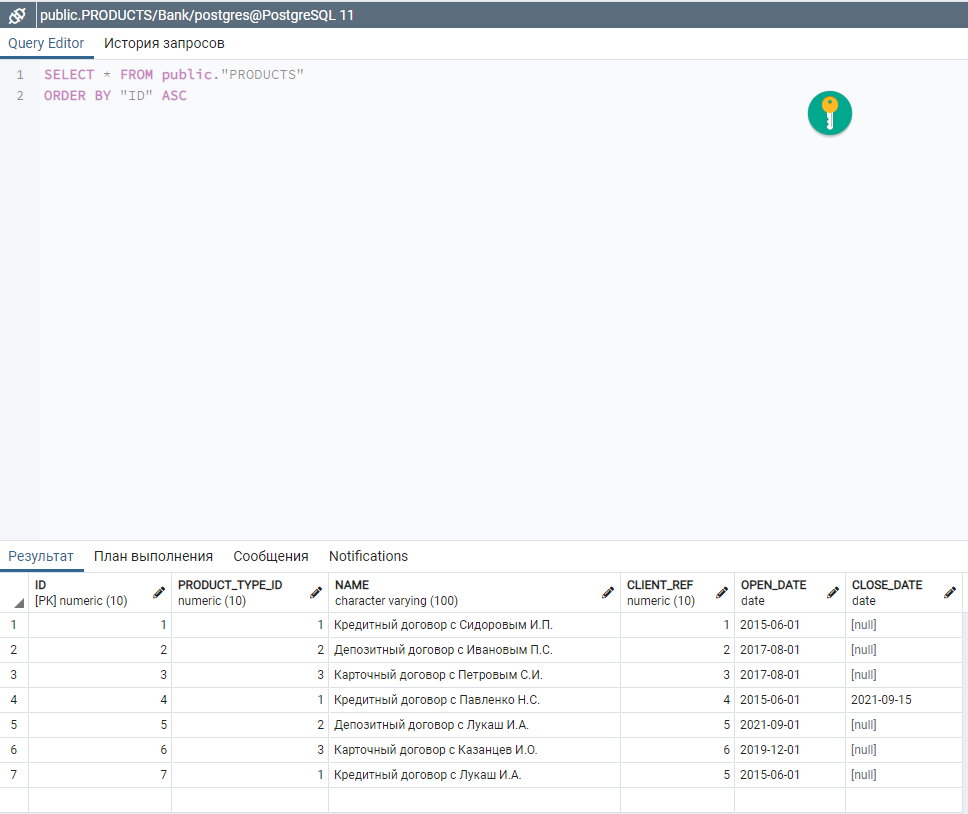 public.PRODUCTS/Bank/postgres@PostgreSQL 11
Query Editor История запросов
1 SELECT * FROM public."PRODUCTS"
2 ORDER BY "ID" ASC
Результат План выполнения Сообщения Notifications
ID PRODUCT_TYPE_ID NAME CLIENT_REF OPEN_DATE CLOSE_DATE
[PK] numeric (10) numeric (10) character varying (100) numeric (10) date date
1 1 1 Кредитный договор с Сидоровым И.П. 1 2015-06-01 [null]
2 2 2 Депозитный договор с Ивановым П.С. 2 2017-08-01 [null]
3 3 3 Карточный договор с Петровым С.И. 3 2017-08-01 [null]
4 4 1 Кредитный договор с Павленко Н.С. 4 2015-06-01 2021-09-15
5 5 2 Депозитный договор с Лукаш И.А. 5 2021-09-01 [null]
6 6 3 Карточный договор с Казанцев И.О. 6 2019-12-01 [null]
7 7 1 Кредитный договор с Лукаш И.А. 5 2015-06-01 [null]